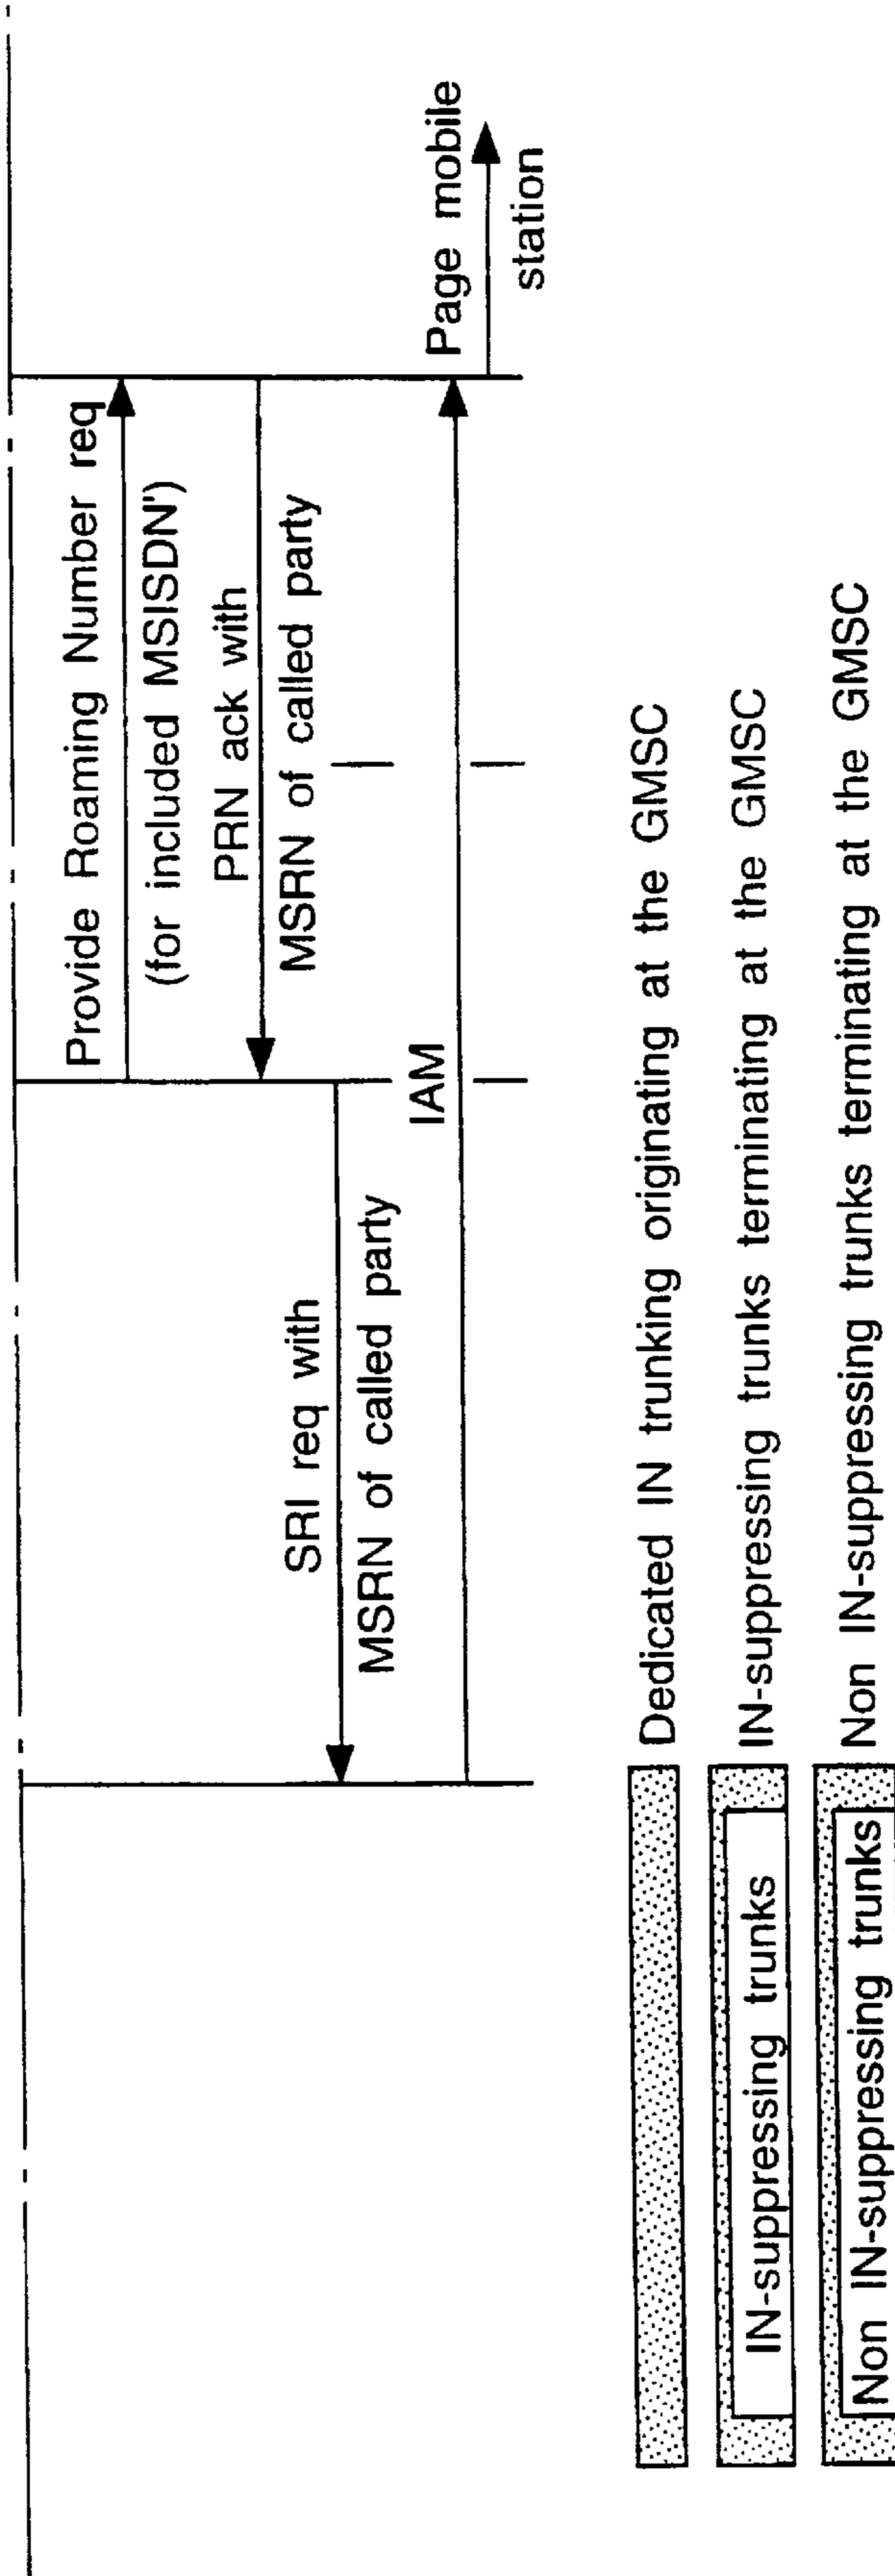 Provide Roaming Number req
(for included MSISDN')
PRN ack with
MSRN of called party
SRI req with
MSRN of called party
IAM
Page mobile
station
Dedicated IN trunking originating at the GMSC
IN-suppressing trunks
IN-suppressing trunks terminating at the GMSC
Non IN-suppressing trunks
Non IN-suppressing trunks terminating at the GMSC